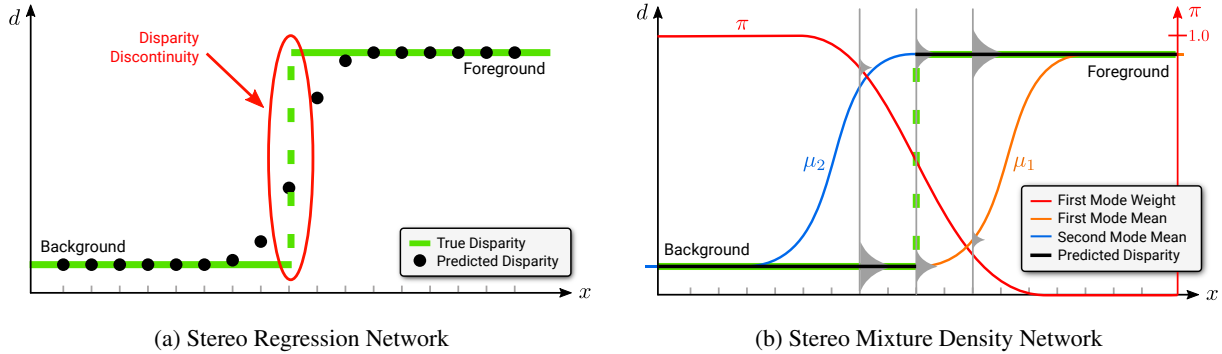 d
Disparity
Discontinuity
Foreground
Background
True Disparity
Predicted Disparity
x
(a) Stereo Regression Network
d
π
π
1.0
Foreground
μ2
μ1
Background
First Mode Weight
First Mode Mean
Second Mode Mean
Predicted Disparity
x
(b) Stereo Mixture Density Network